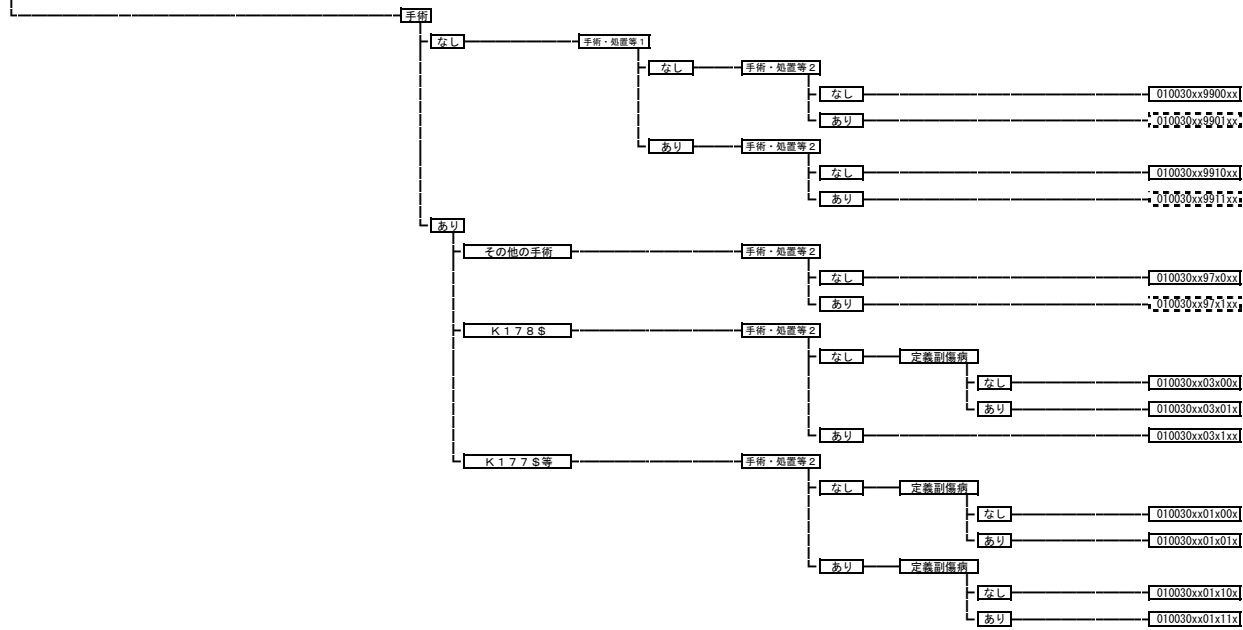 手術
なし 手術・処置等1
なし 手術・処置等2
なし 010030xx9900xx
あり 010030xx9901xx
あり 手術・処置等2
なし 010030xx9910xx
あり 010030xx9911xx
あり
その他の手術 手術・処置等2
なし 010030xx97x0xx
あり 010030xx97x1xx
K178$ 手術・処置等2
なし 定義副傷病
なし 010030xx03x00x
あり 010030xx03x01x
あり 010030xx03x1xx
K177$等 手術・処置等2
なし 定義副傷病
なし 010030xx01x00x
あり 010030xx01x01x
あり 定義副傷病
なし 010030xx01x10x
あり 010030xx01x11x